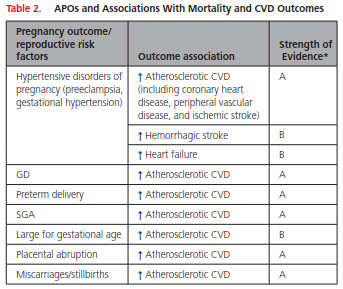 Table 2. APOs and Associations With Mortality and CVD Outcomes
Pregnancy outcome/
reproductive risk
factors
Outcome association
Strength of
Evidence*
Hypertensive disorders of
pregnancy (preeclampsia,
gestational hypertension)
↑ Atherosclerotic CVD
(including coronary heart
disease, peripheral vascular
disease, and ischemic stroke)
A
↑ Hemorrhagic stroke
B
↑ Heart failure
B
GD
↑ Atherosclerotic CVD
A
Preterm delivery
↑ Atherosclerotic CVD
A
SGA
↑ Atherosclerotic CVD
A
Large for gestational age
↑ Atherosclerotic CVD
B
Placental abruption
↑ Atherosclerotic CVD
A
Miscarriages/stillbirths
↑ Atherosclerotic CVD
A